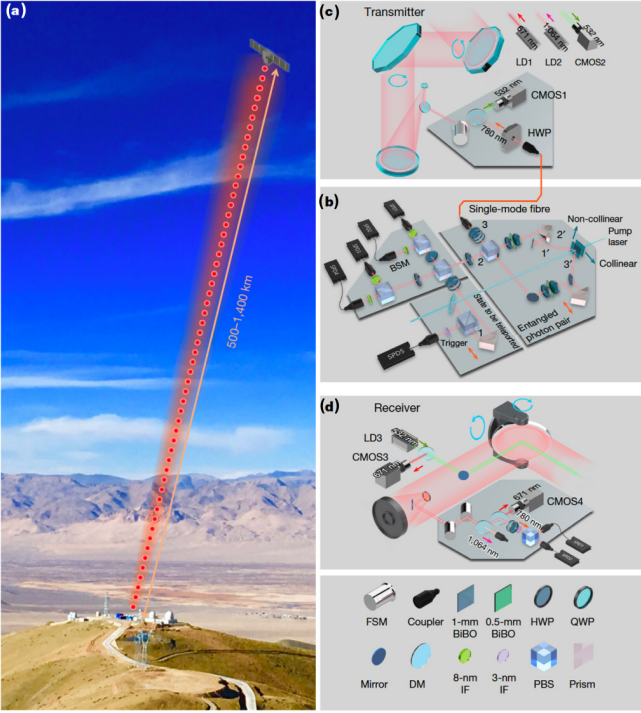 (a)
500–1,400 km
(c)
Transmitter
671 nm
1,064 nm
532 nm
LD1
LD2
CMOS2
532 nm
CMOS1
780 nm
HWP
(b)
Single-mode fibre
3
Non-collinear
2′
Pump
laser
1′
BSM
2
3′
Collinear
State to be teleported
Entangled
photon pair
1
Trigger
SPD5
(d)
Receiver
LD3
532 nm
CMOS3
671 nm
671 nm
CMOS4
780 nm
1,064 nm
FSM
Coupler
1-mm
BiBO
0.5-mm
BiBO
HWP
QWP
Mirror
DM
8-nm
IF
3-nm
IF
PBS
Prism